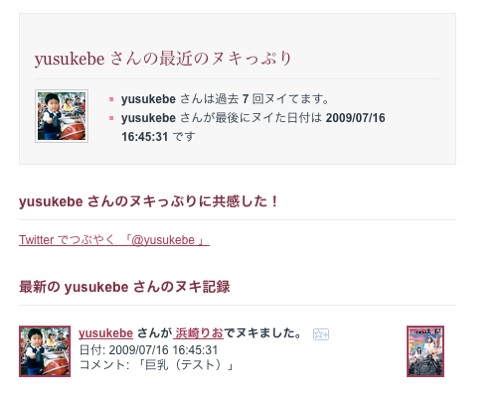 yusukebe さんの最近のヌキっぷり
yusukebe さんは過去 7 回ヌイてます。
yusukebe さんが最後にヌイた日付は 2009/07/16
16:45:31 です
yusukebe さんのヌキっぷりに共感した！
Twitter でつぶやく 「@yusukebe 」
最新の yusukebe さんのヌキ記録
yusukebe さんが 浜崎りおでヌキました。
日付: 2009/07/16 16:45:31
コメント: 「巨乳（テスト）」